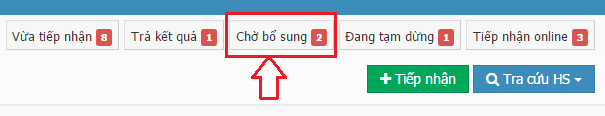 Vừa tiếp nhận 8 Trả kết quả 1 Chờ bổ sung 2 Đang tạm dừng 1 Tiếp nhận online 3
Tiếp nhận Tra cứu HS